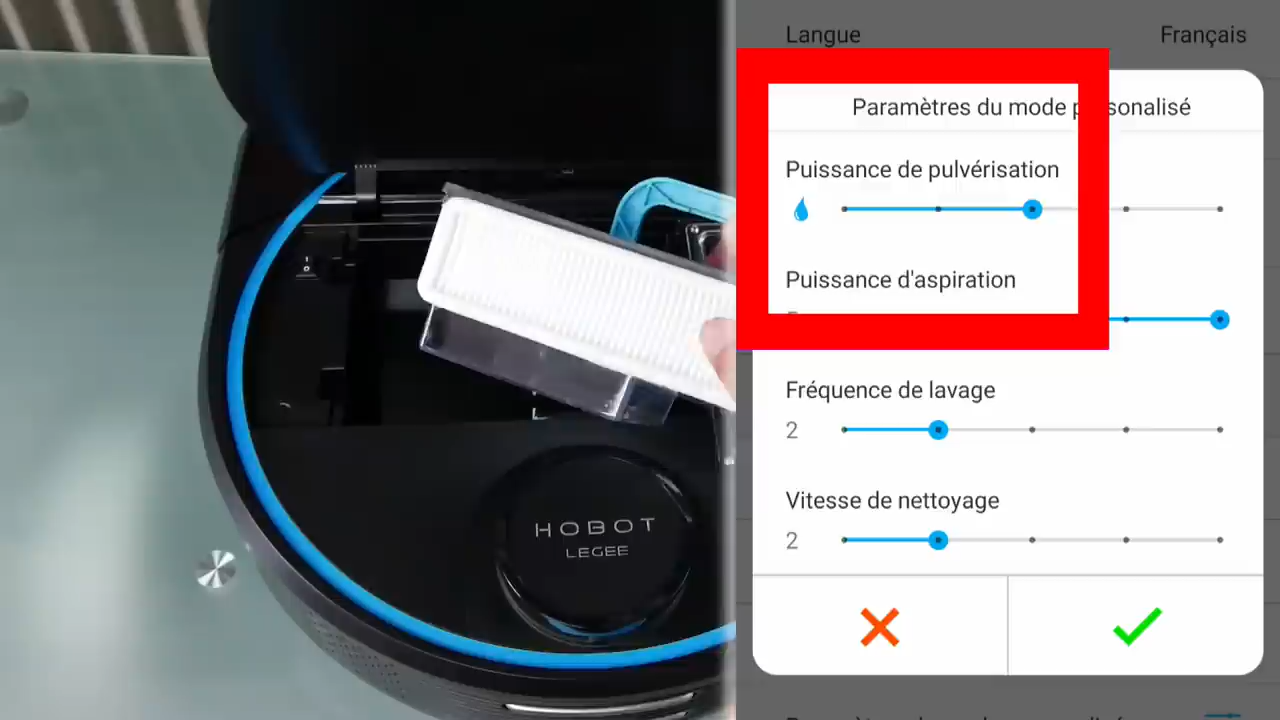 HOBOT
LEGEE
Langue
Français
Paramètres du mode p sonalisé
Puissance de pulvérisation
Puissance d'aspiration
Fréquence de lavage
2
Vitesse de nettoyage
2